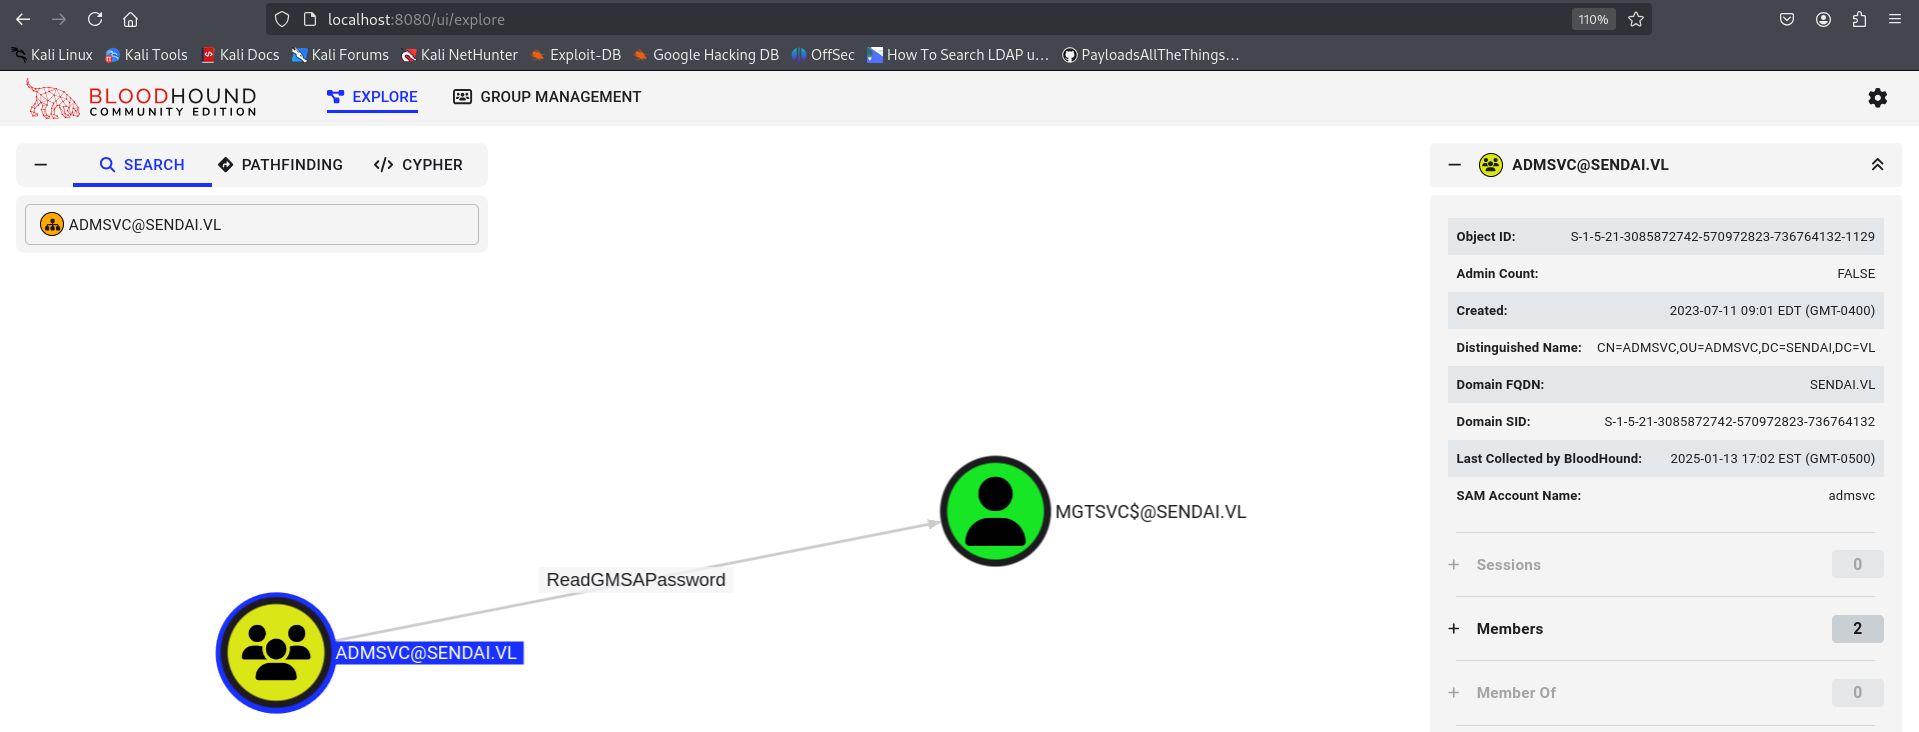 localhost:8080/ui/explore
110%
Kali Linux Kali Tools Kali Docs Kali Forums Kali NetHunter Exploit-DB Google Hacking DB OffSec How To Search LDAP u... PayloadsAllTheThings...
BLOODHOUND
COMMUNITY EDITION
EXPLORE GROUP MANAGEMENT
SEARCH PATHFINDING CYPHER
ADMSVC@SENDAI.VL
MGTSVC$@SENDAI.VL
ReadGMSAPassword
ADMSVC@SENDAI.VL
ADMSVC@SENDAI.VL
Object ID: S-1-5-21-3085872742-570972823-736764132-1129
Admin Count: FALSE
Created: 2023-07-11 09:01 EDT (GMT-0400)
Distinguished Name: CN=ADMSVC,OU=ADMSVC,DC=SENDAI,DC=VL
Domain FQDN: SENDAI.VL
Domain SID: S-1-5-21-3085872742-570972823-736764132
Last Collected by BloodHound: 2025-01-13 17:02 EST (GMT-0500)
SAM Account Name: admsvc
+ Sessions 0
+ Members 2
+ Member Of 0